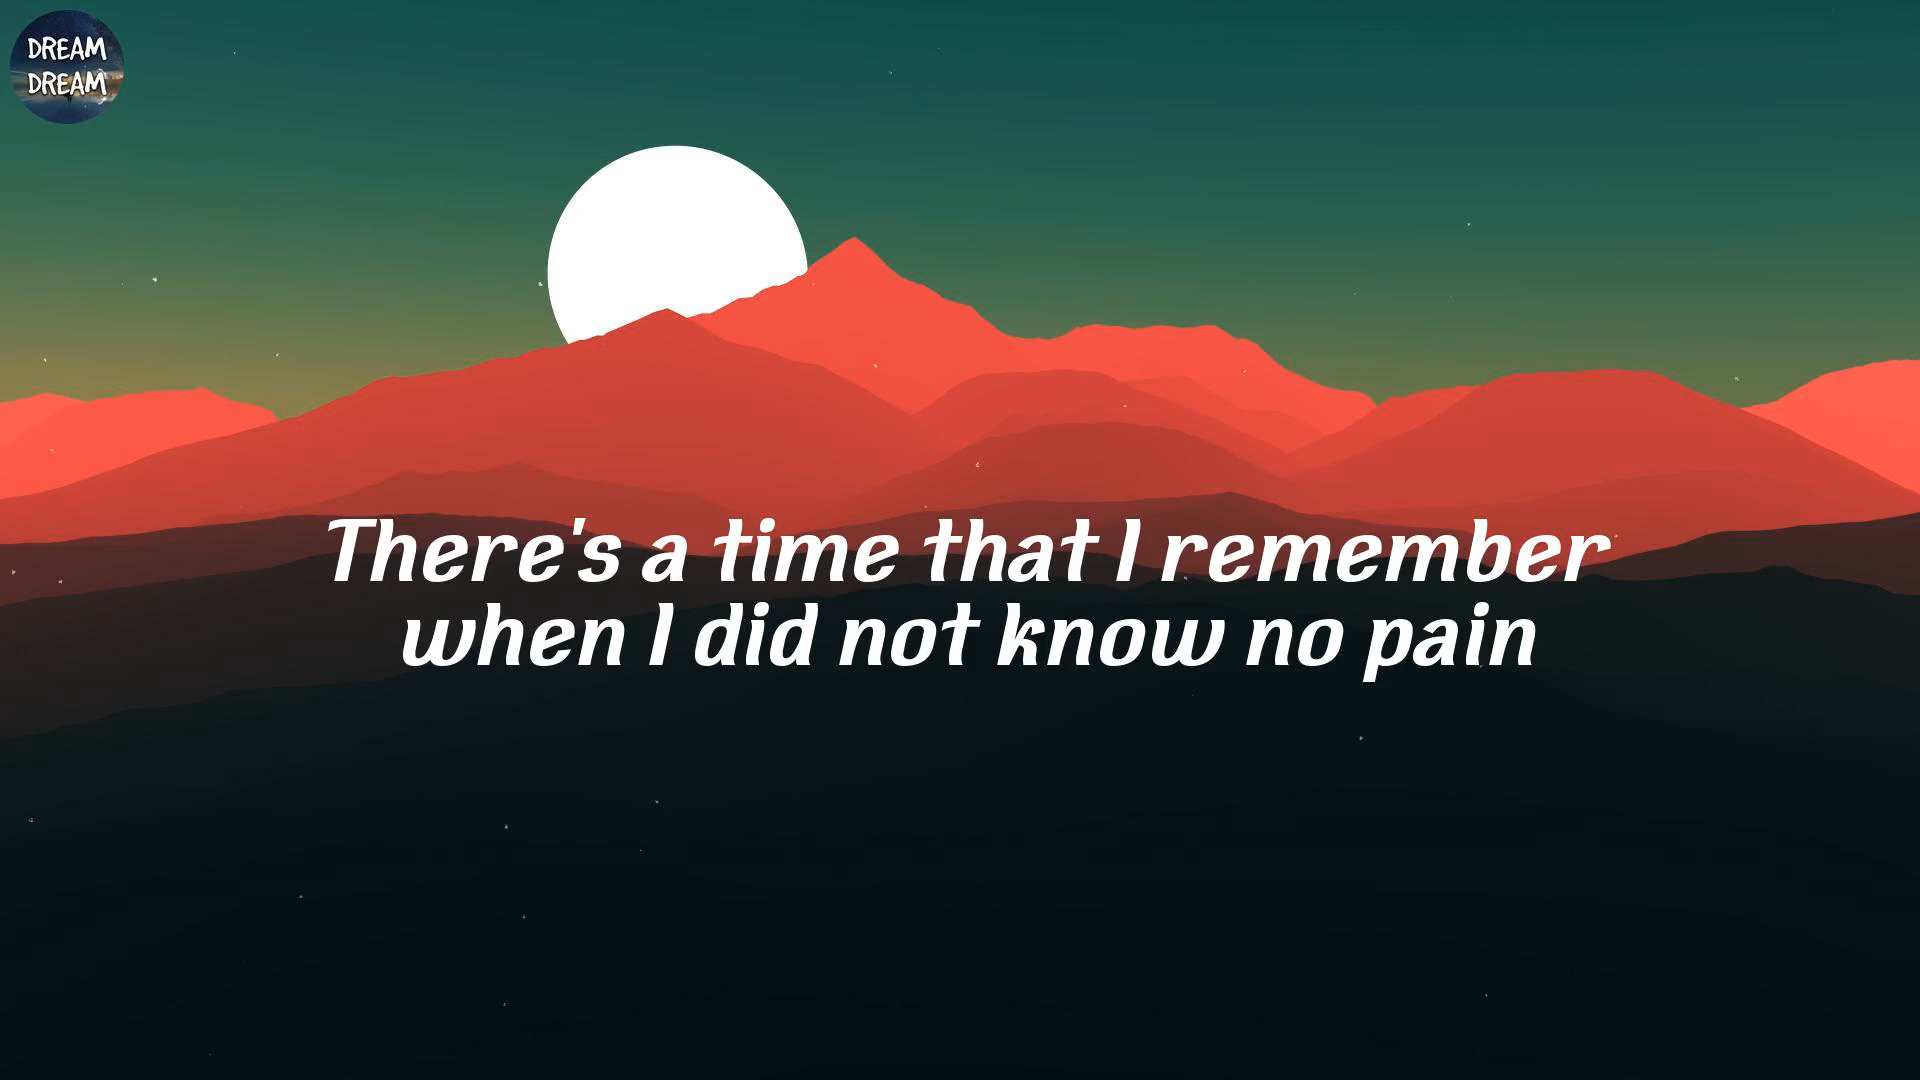 DREAM
DREAM
There's a time that I remember
when I did not know no pain